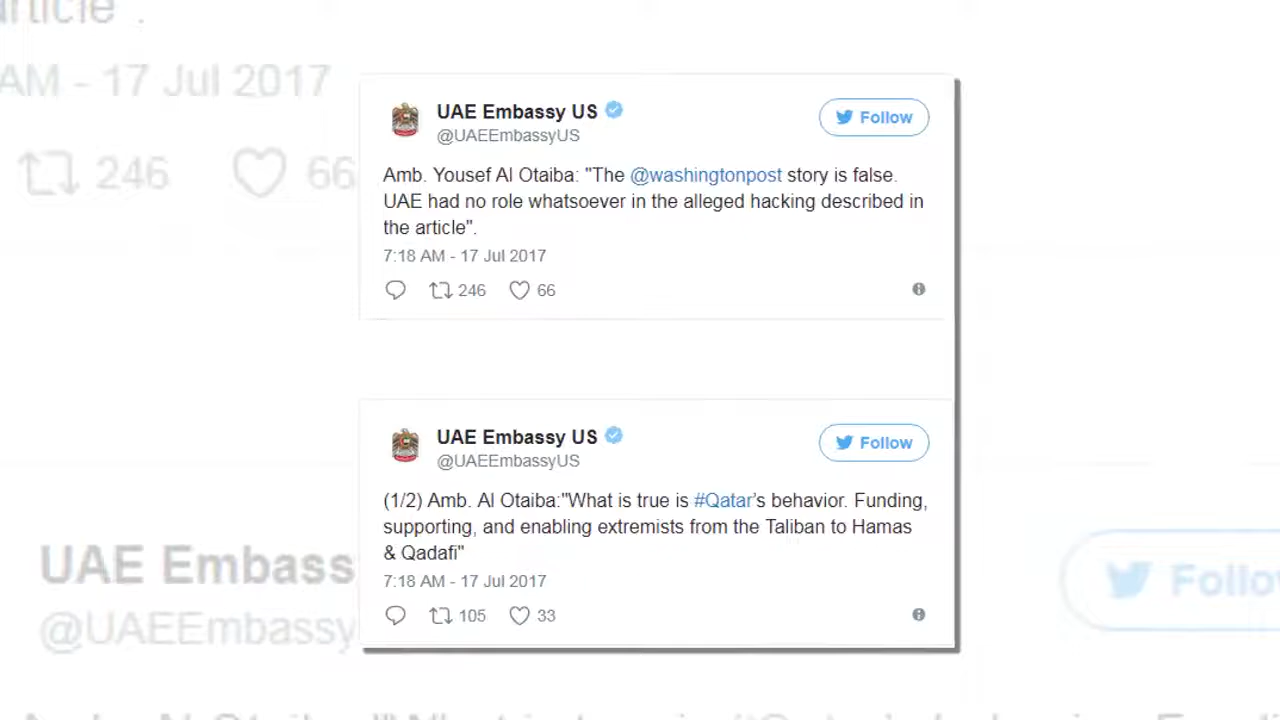 article".
AM - 17 Jul 2017
246 66
UAE Embassy US
@UAEEmbassyUS
Follow
Amb. Yousef Al Otaiba: "The @washingtonpost story is false.
UAE had no role whatsoever in the alleged hacking described in
the article".
7:18 AM - 17 Jul 2017
246 66
UAE Embassy US
@UAEEmbassyUS
Follow
(1/2) Amb. Al Otaiba:"What is true is #Qatar's behavior. Funding,
supporting, and enabling extremists from the Taliban to Hamas
& Qadafi"
7:18 AM - 17 Jul 2017
105 33
UAE Embass
@UAEEmbassy
Follo